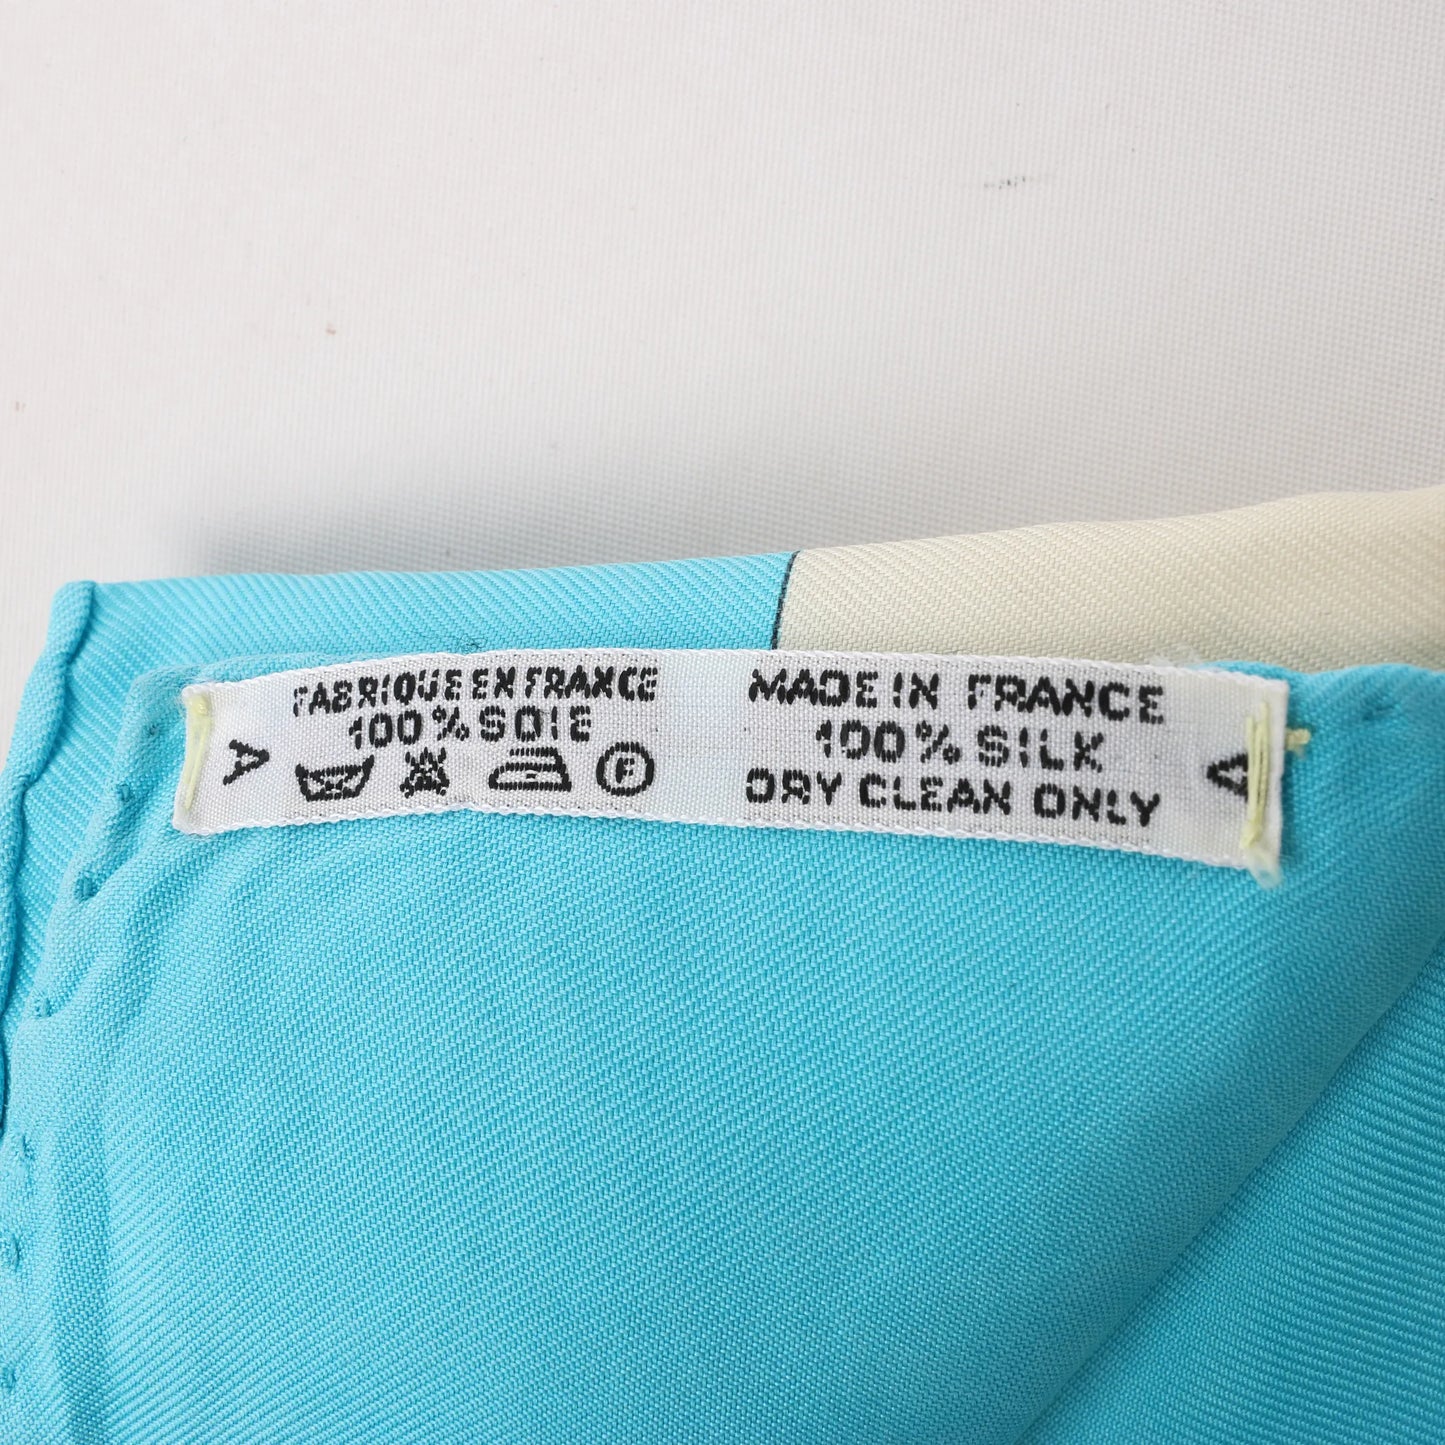 FABRIQUE EN FRANCE
100% SOIE
A
F
MADE IN FRANCE
100% SILK
DRY CLEAN ONLY
A